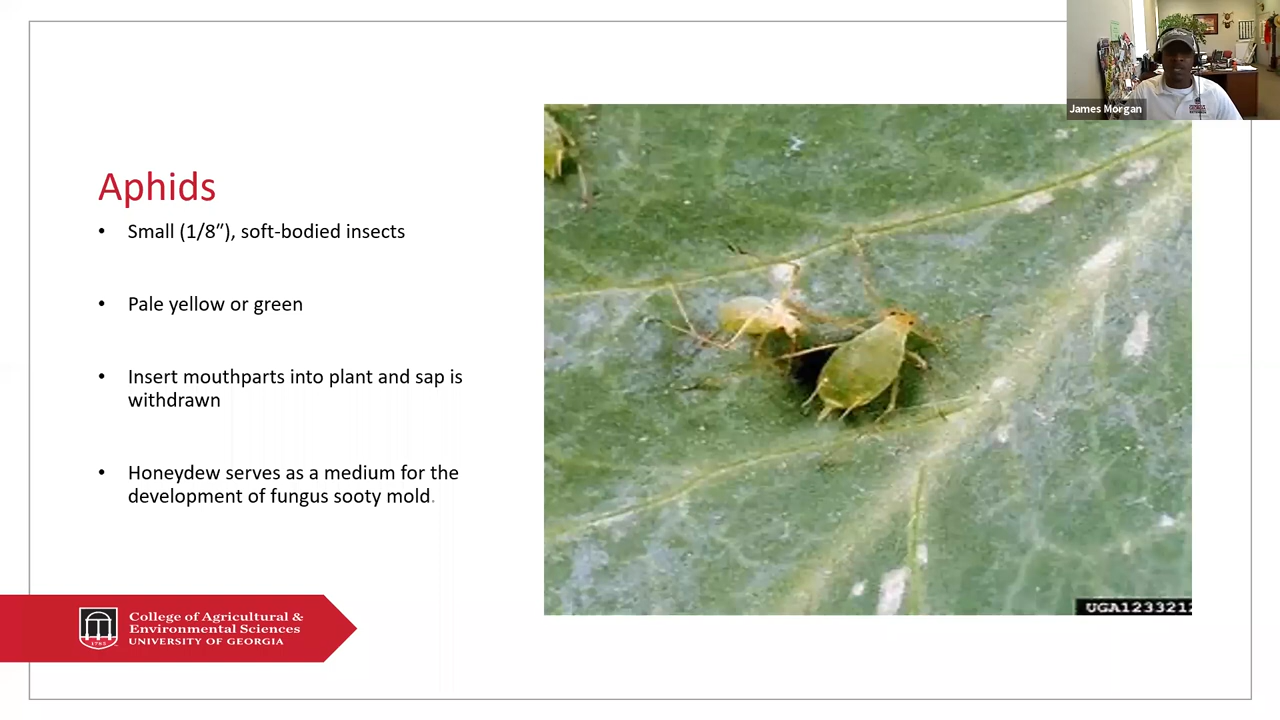 James Morgan
Aphids
• Small (1/8"), soft-bodied insects
• Pale yellow or green
• Insert mouthparts into plant and sap is
withdrawn
• Honeydew serves as a medium for the
development of fungus sooty mold.
UGA1233212
1785
College of Agricultural &
Environmental Sciences
UNIVERSITY OF GEORGIA